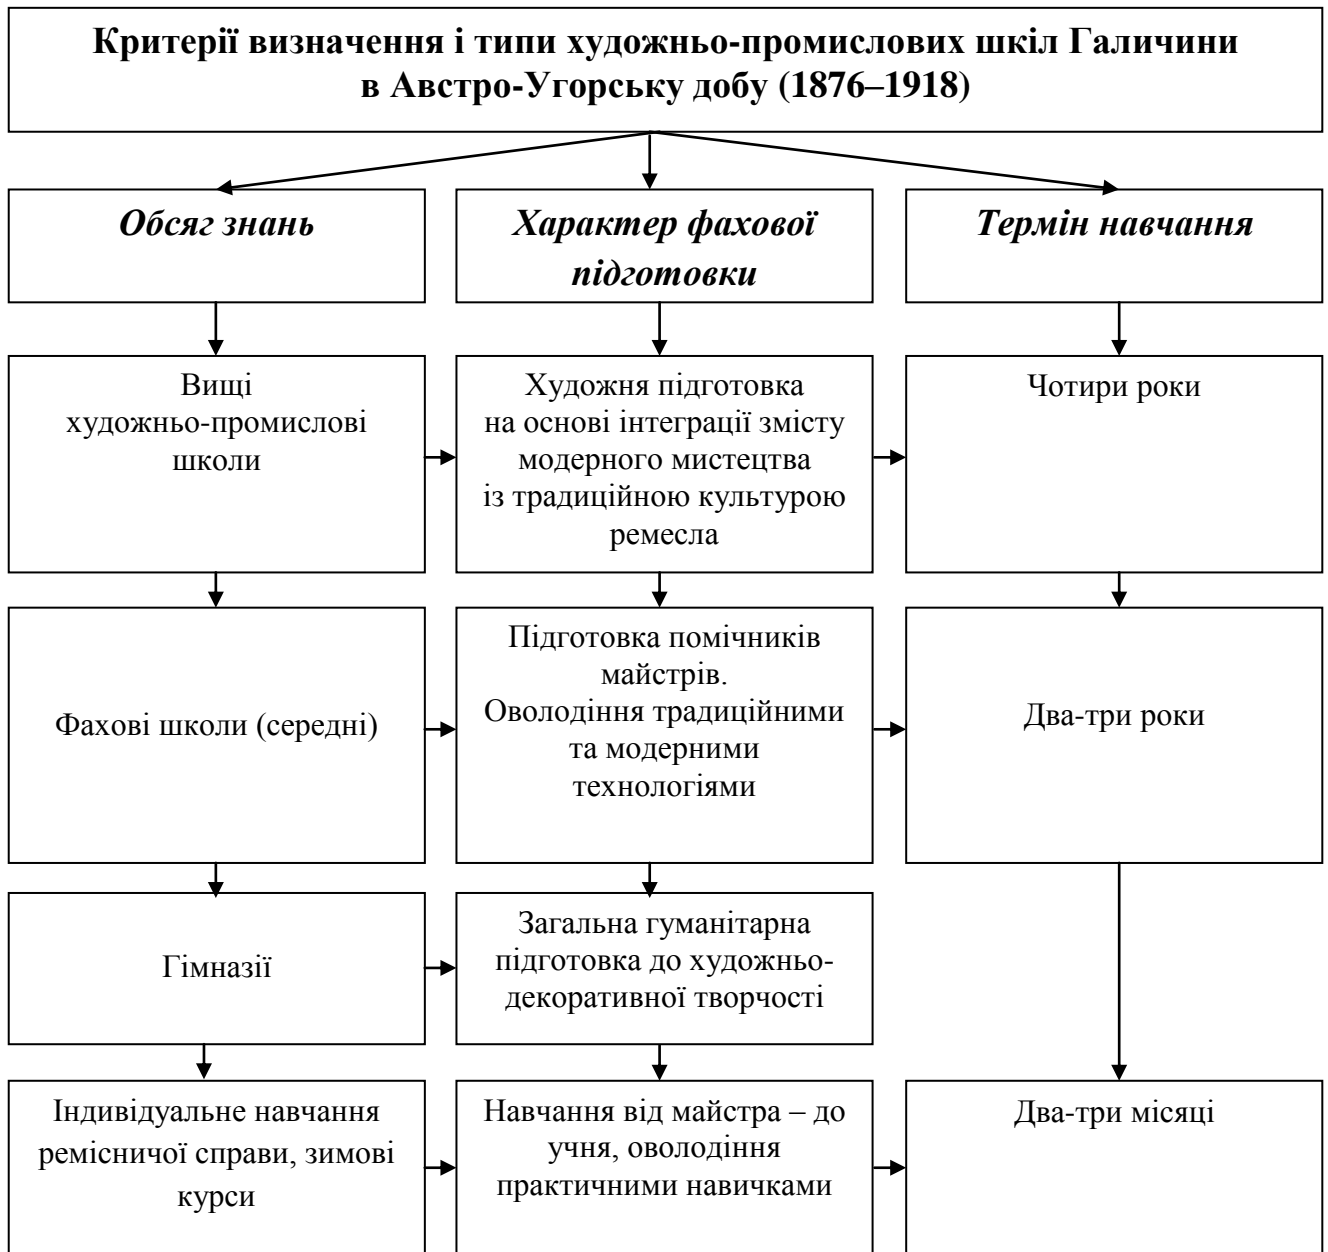 Критерії визначення і типи художньо-промислових шкіл Галичини
в Австро-Угорську добу (1876–1918)
Обсяг знань
Характер фахової
підготовки
Термін навчання
Вищі
художньо-промислові
школи
Художня підготовка
на основі інтеграції змісту
модерного мистецтва
із традиційною культурою
ремесла
Чотири роки
Фахові школи (середні)
Підготовка помічників
майстрів.
Оволодіння традиційними
та модерними
технологіями
Два-три роки
Гімназії
Загальна гуманітарна
підготовка до художньо-
декоративної творчості
Індивідуальне навчання
ремісничої справи, зимові
курси
Навчання від майстра – до
учня, оволодіння
практичними навичками
Два-три місяці